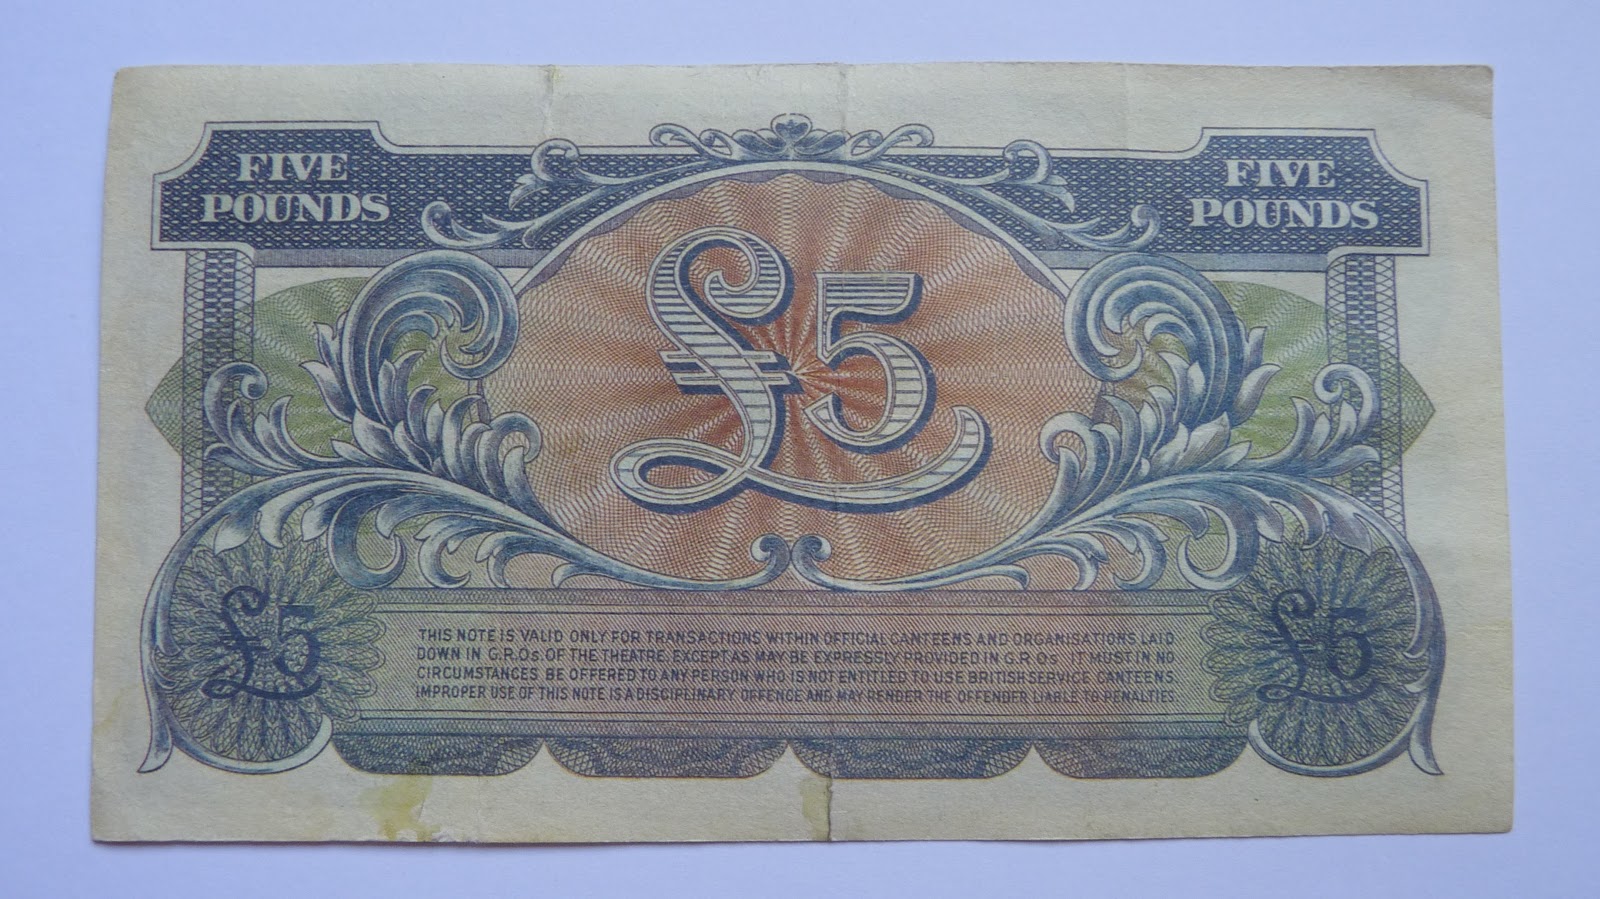 FIVE
POUNDS
FIVE
POUNDS
£5
£5
THIS NOTE IS VALID ONLY FOR TRANSACTIONS WITHIN OFFICIAL CANTEENS AND ORGANISATIONS LAID
DOWN IN G.R.Os. OF THE THEATRE, EXCEPT AS MAY BE EXPRESSLY PROVIDED IN G.R.Os. IT MUST IN NO
CIRCUMSTANCES BE OFFERED TO ANY PERSON WHO IS NOT ENTITLED TO USE BRITISH SERVICE CANTEENS.
IMPROPER USE OF THIS NOTE IS A DISCIPLINARY OFFENCE AND MAY RENDER THE OFFENDER LIABLE TO PENALTIES
£5